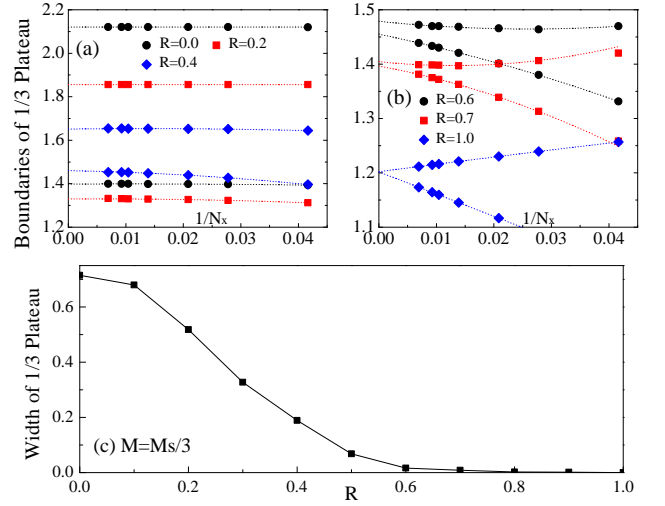 Boundaries of 1/3 Plateau
2.2
2.0
1.8
1.6
1.4
1.2
(a)
R=0.0
R=0.2
R=0.4
1/Nx
0.00
0.01
0.02
0.03
0.04
1.5
1.4
1.3
1.2
1.1
(b)
R=0.6
R=0.7
R=1.0
1/Nx
0.00
0.01
0.02
0.03
0.04
Width of 1/3 Plateau
0.6
0.4
0.2
0.0
(c) M=Ms/3
0.0
0.2
0.4
0.6
0.8
1.0
R